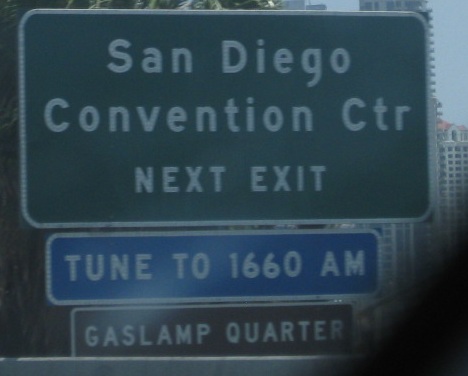 San Diego
Convention Ctr
NEXT EXIT
TUNE TO 1660 AM
GASLAMP QUARTER